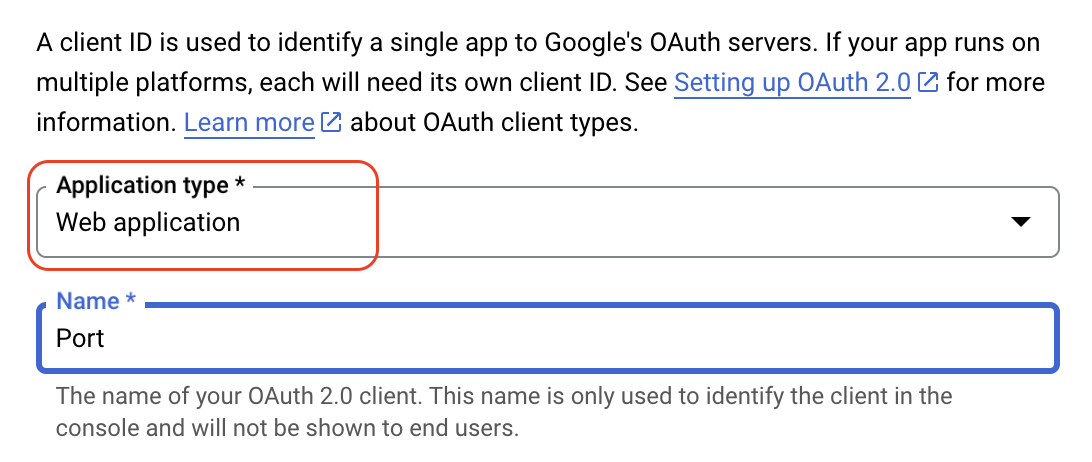 A client ID is used to identify a single app to Google's OAuth servers. If your app runs on
multiple platforms, each will need its own client ID. See Setting up OAuth 2.0 for more
information. Learn more about OAuth client types.
Application type *
Web application
Name *
Port
The name of your OAuth 2.0 client. This name is only used to identify the client in the
console and will not be shown to end users.